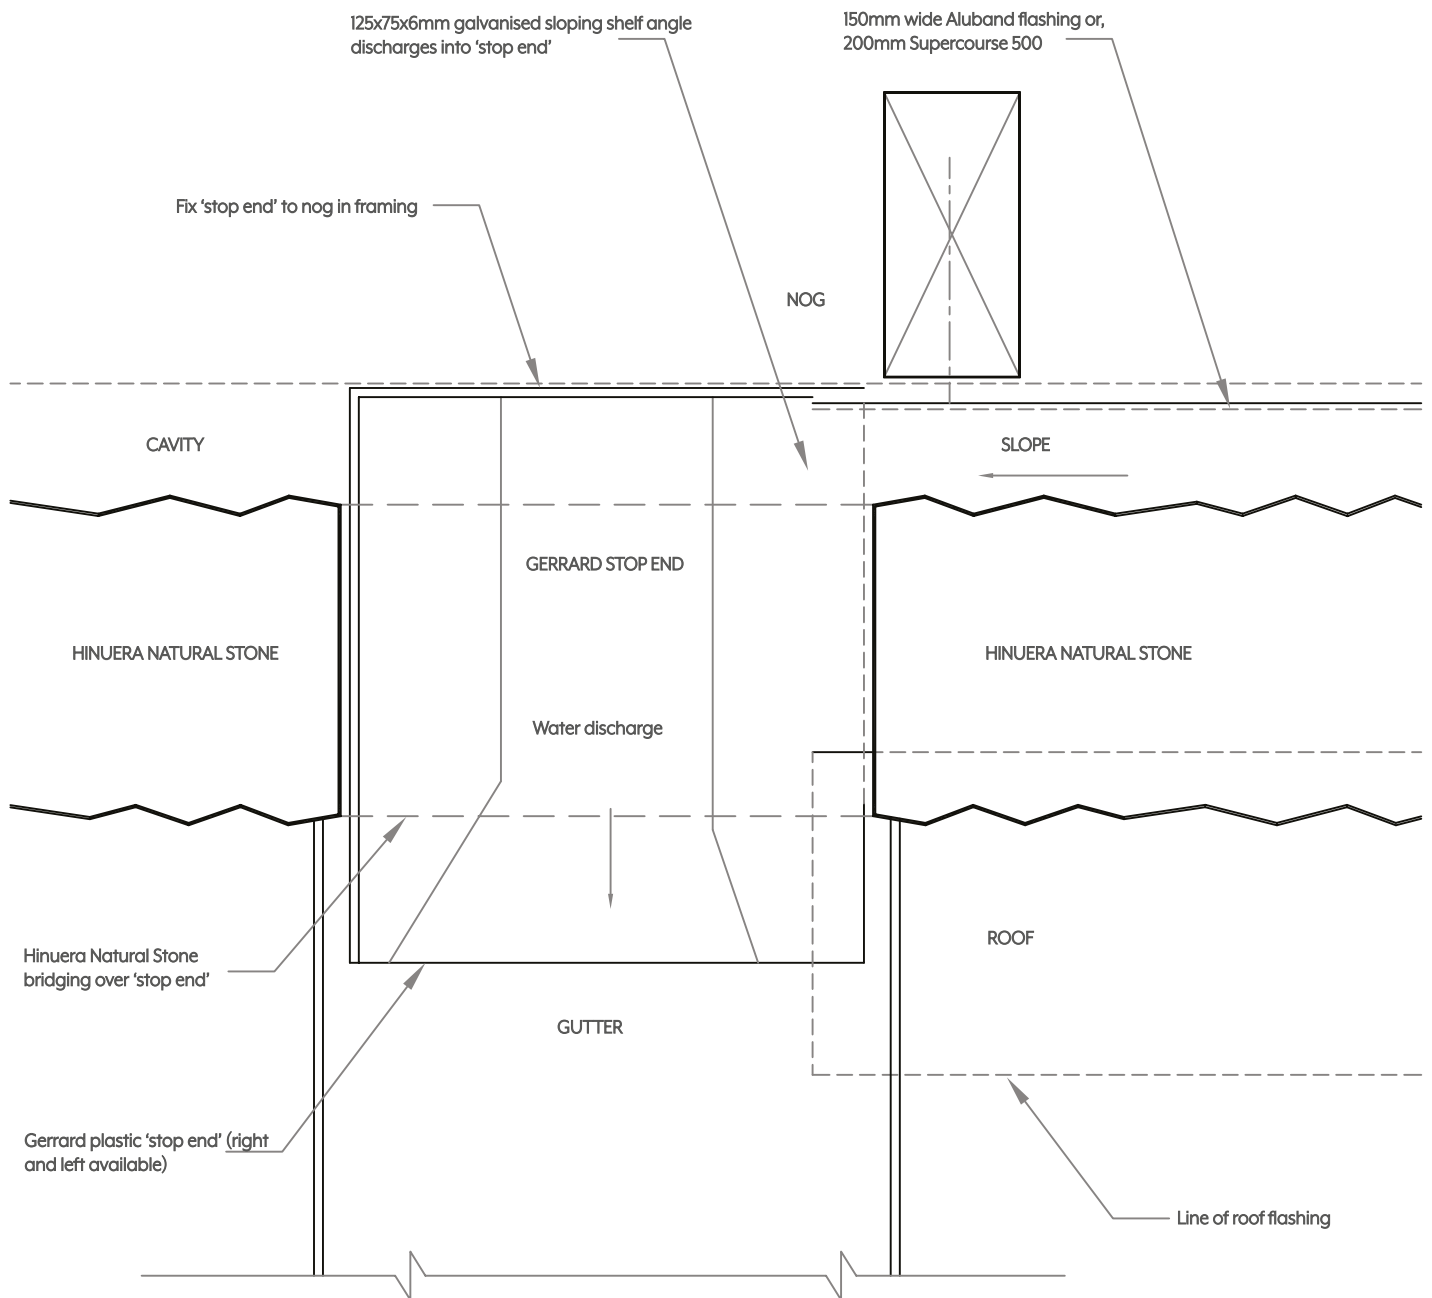 125x75x6mm galvanised sloping shelf angle
discharges into ‘stop end’
150mm wide Aluband flashing or,
200mm Supercourse 500
Fix ‘stop end’ to nog in framing
NOG
CAVITY
SLOPE
GERRARD STOP END
HINUERA NATURAL STONE
HINUERA NATURAL STONE
Water discharge
ROOF
Hinuera Natural Stone
bridging over ‘stop end’
GUTTER
Gerrard plastic ‘stop end’ (right
and left available)
Line of roof flashing